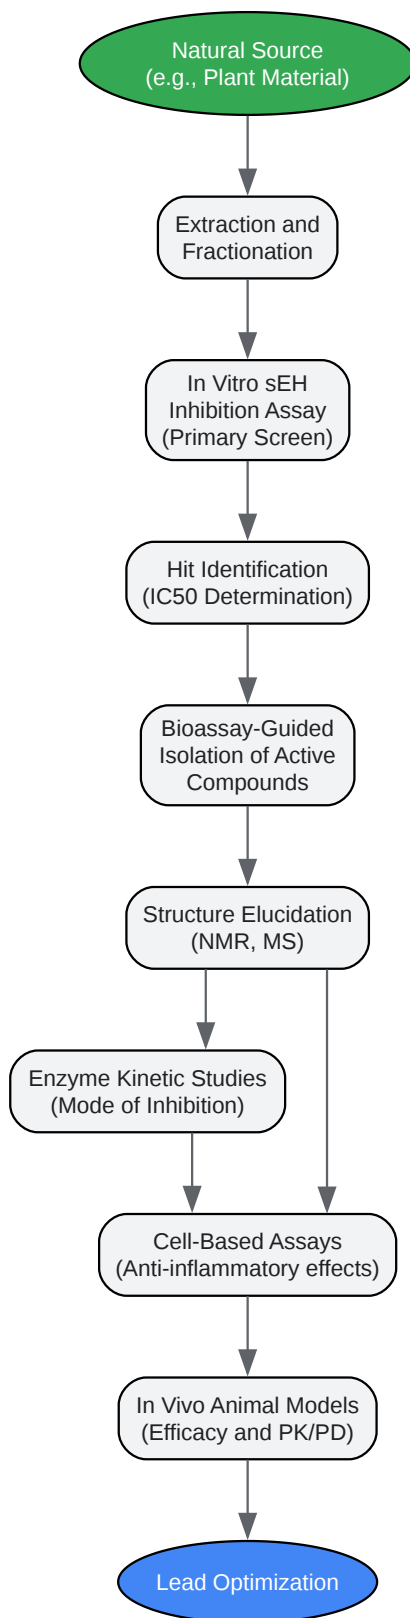 Natural Source
(e.g., Plant Material)
Extraction and
Fractionation
In Vitro sEH
Inhibition Assay
(Primary Screen)
Hit Identification
(IC50 Determination)
Bioassay-Guided
Isolation of Active
Compounds
Structure Elucidation
(NMR, MS)
Enzyme Kinetic Studies
(Mode of Inhibition)
Cell-Based Assays
(Anti-inflammatory effects)
In Vivo Animal Models
(Efficacy and PK/PD)
Lead Optimization